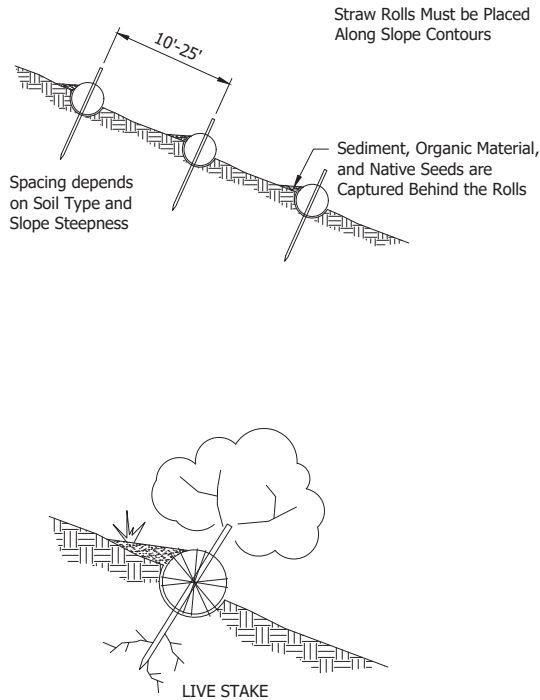 Straw Rolls Must be Placed
Along Slope Contours
10'-25'
Sediment, Organic Material,
and Native Seeds are
Captured Behind the Rolls
Spacing depends
on Soil Type and
Slope Steepness
LIVE STAKE